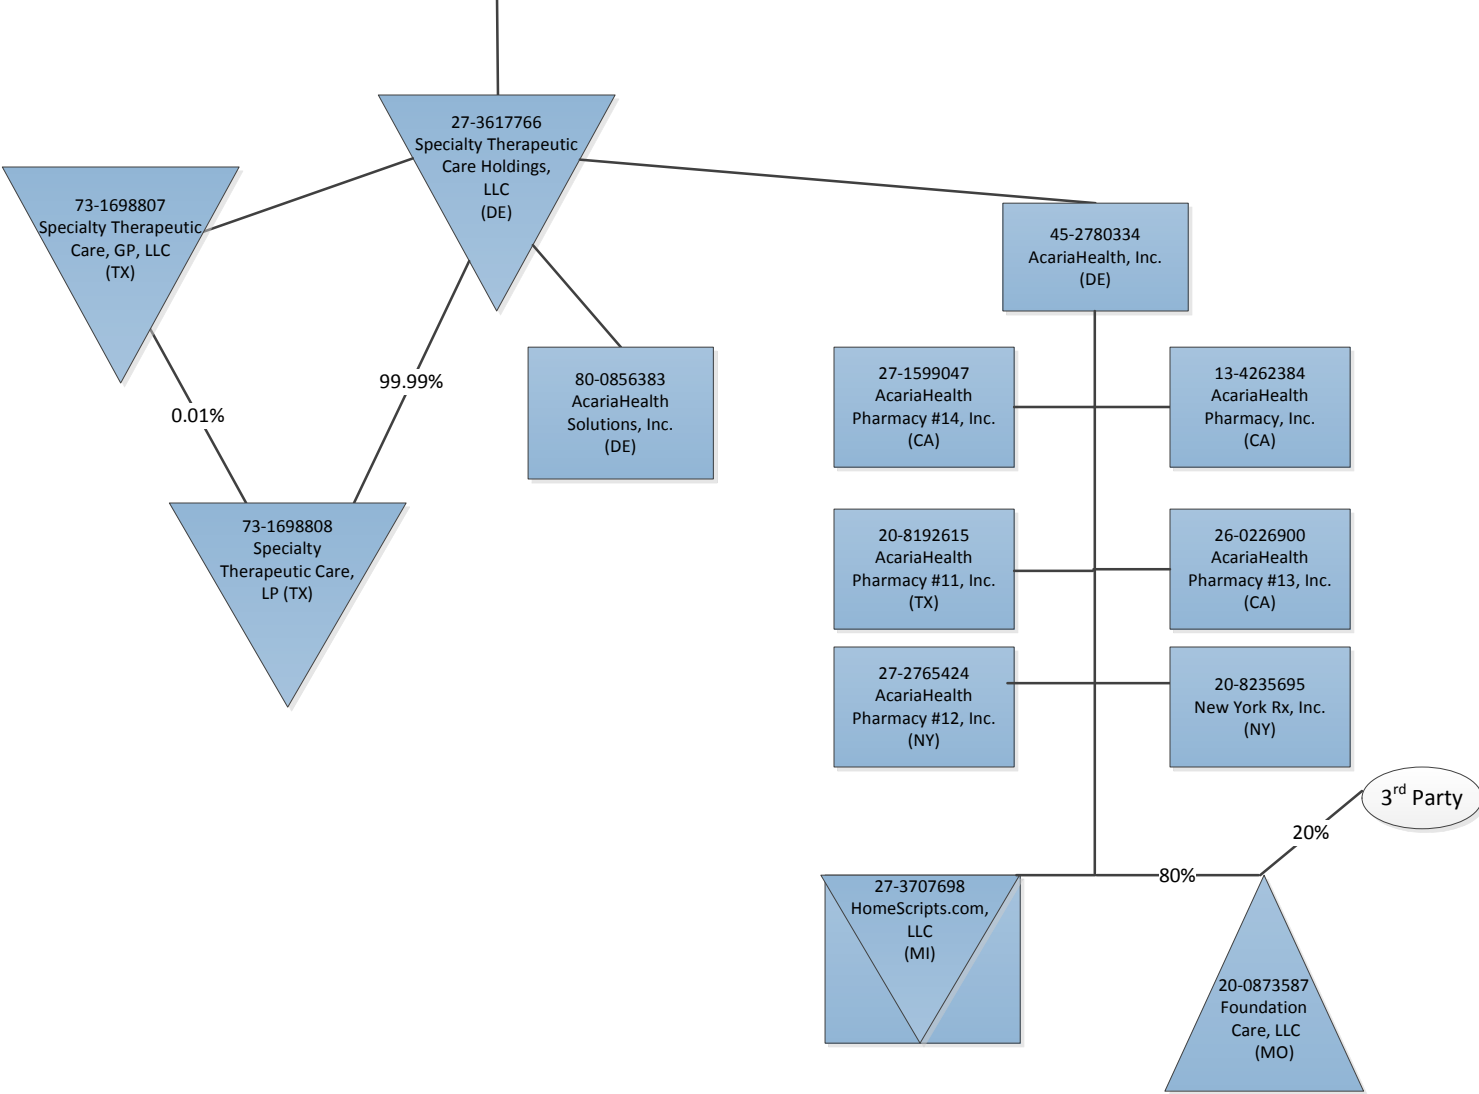 27-3617766
Specialty Therapeutic
Care Holdings,
LLC
(DE)
73-1698807
Specialty Therapeutic
Care, GP, LLC
(TX)
45-2780334
AcariaHealth, Inc.
(DE)
0.01%
99.99%
80-0856383
AcariaHealth
Solutions, Inc.
(DE)
27-1599047
AcariaHealth
Pharmacy #14, Inc.
(CA)
13-4262384
AcariaHealth
Pharmacy, Inc.
(CA)
73-1698808
Specialty
Therapeutic Care,
LP (TX)
20-8192615
AcariaHealth
Pharmacy #11, Inc.
(TX)
26-0226900
AcariaHealth
Pharmacy #13, Inc.
(CA)
27-2765424
AcariaHealth
Pharmacy #12, Inc.
(NY)
20-8235695
New York Rx, Inc.
(NY)
3rd Party
20%
80%
27-3707698
HomeScripts.com,
LLC
(MI)
20-0873587
Foundation
Care, LLC
(MO)